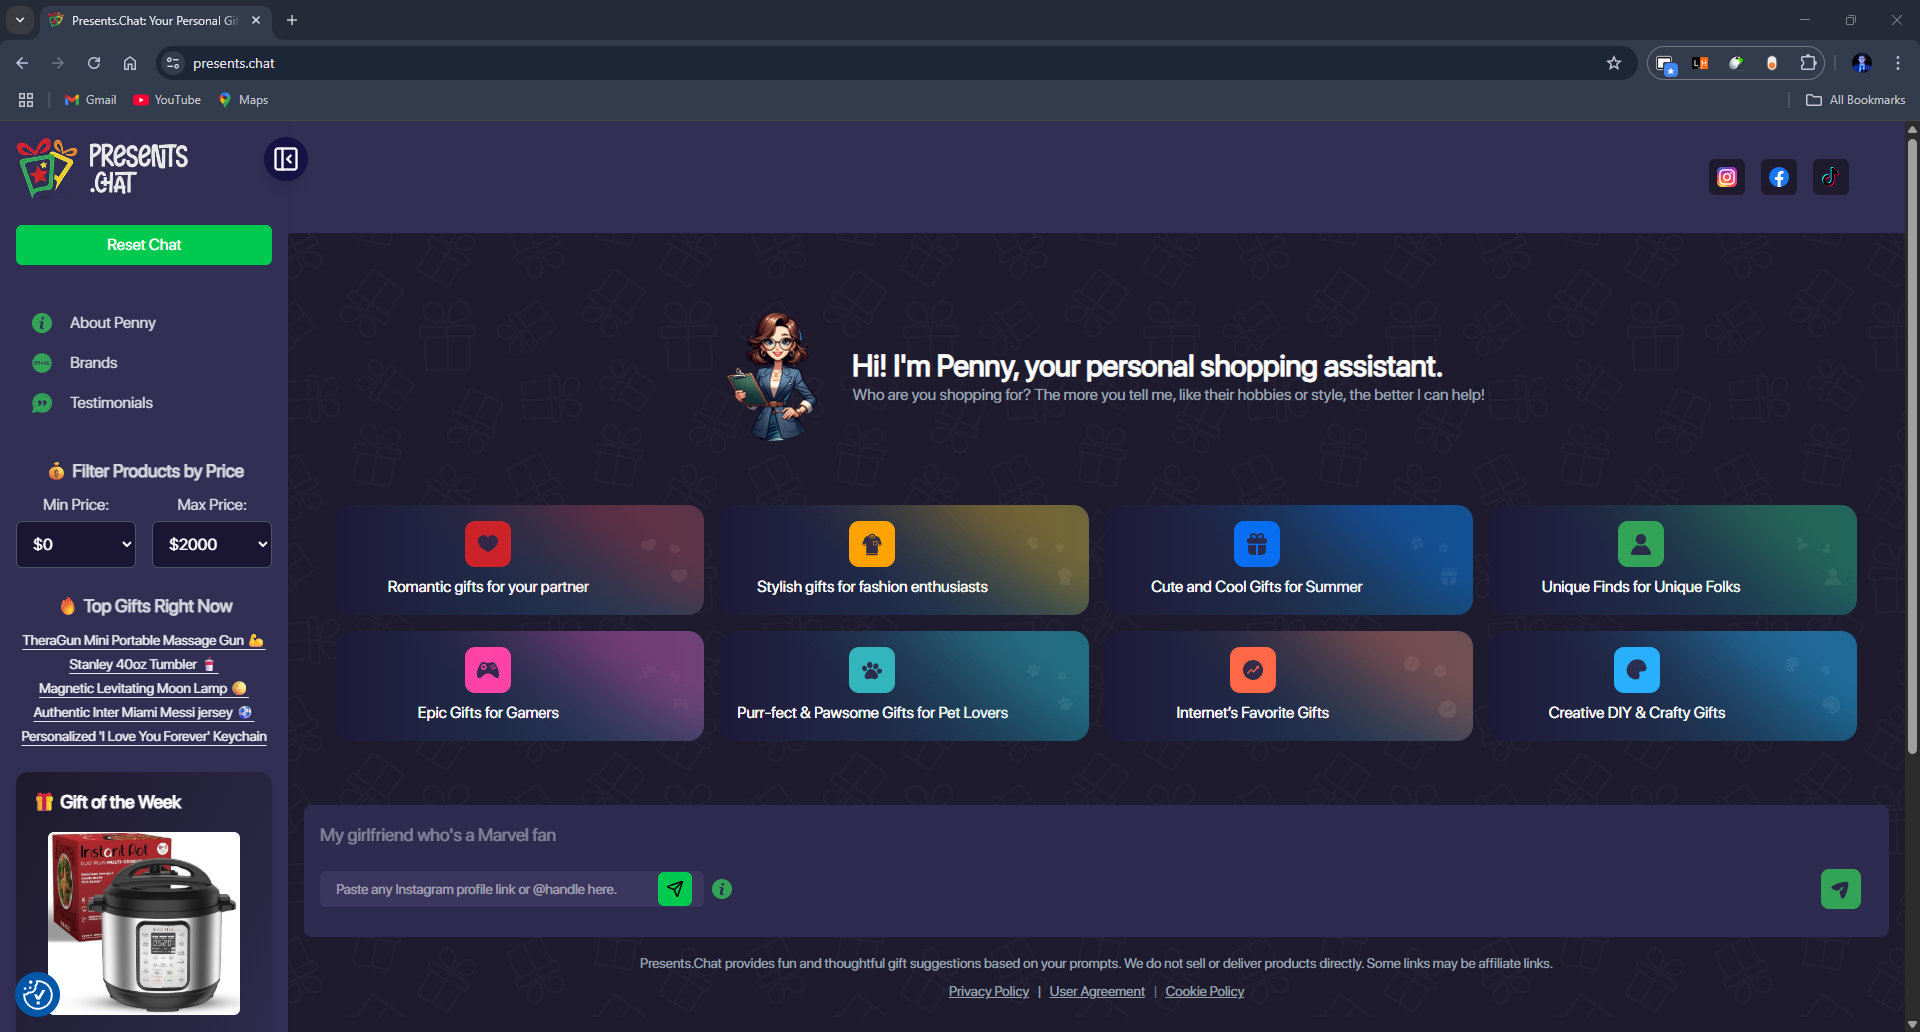 Presents.Chat: Your Personal Gif
presents.chat
Gmail
YouTube
Maps
All Bookmarks
PRESENTS
.CHAT
Reset Chat
About Penny
Brands
Testimonials
💰 Filter Products by Price
Min Price:
Max Price:
$0
$2000
🔥 Top Gifts Right Now
TheraGun Mini Portable Massage Gun 💪
Stanley 40oz Tumbler 🥤
Magnetic Levitating Moon Lamp 🌕
Authentic Inter Miami Messi jersey ⚽
Personalized 'I Love You Forever' Keychain
🎁 Gift of the Week
Instant Pot
Hi! I'm Penny, your personal shopping assistant.
Who are you shopping for? The more you tell me, like their hobbies or style, the better I can help!
Romantic gifts for your partner
Stylish gifts for fashion enthusiasts
Cute and Cool Gifts for Summer
Unique Finds for Unique Folks
Epic Gifts for Gamers
Purr-fect & Pawsome Gifts for Pet Lovers
Internet's Favorite Gifts
Creative DIY & Crafty Gifts
My girlfriend who's a Marvel fan
Paste any Instagram profile link or @handle here.
Presents.Chat provides fun and thoughtful gift suggestions based on your prompts. We do not sell or deliver products directly. Some links may be affiliate links.
Privacy Policy | User Agreement | Cookie Policy